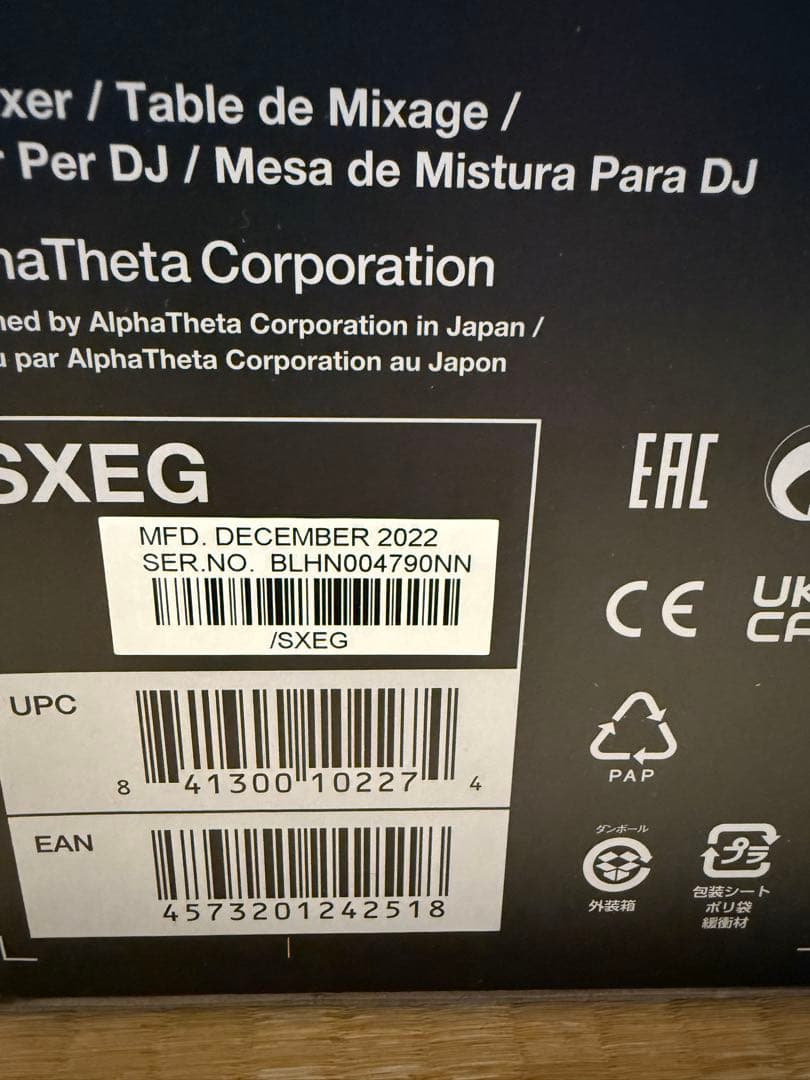 xer / Table de Mixage /
Per DJ / Mesa de Mistura Para DJ
haTheta Corporation
ned by AlphaTheta Corporation in Japan /
u par AlphaTheta Corporation au Japon
SXEG
MFD. DECEMBER 2022
SER.NO. BLHN004790NN
/SXEG
UPC
8 41300 10227 4
EAN
4573201242518
EAC
CE
UK
CA
PAP
ダンボール
外装箱
プラ
包装シート
ポリ袋
緩衝材